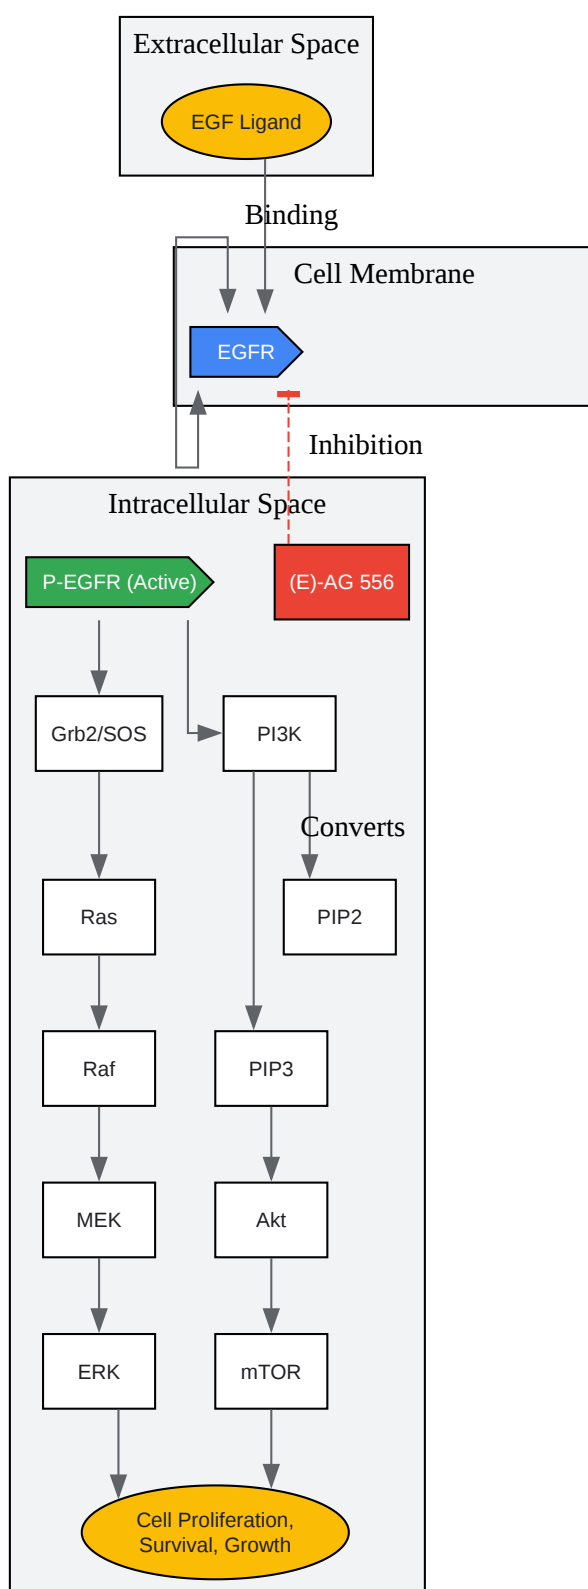 Extracellular Space
EGF Ligand
Binding
Cell Membrane
EGFR
Inhibition
Intracellular Space
P-EGFR (Active)
(E)-AG 556
Grb2/SOS
PI3K
Converts
Ras
PIP2
Raf
PIP3
MEK
Akt
ERK
mTOR
Cell Proliferation,
Survival, Growth